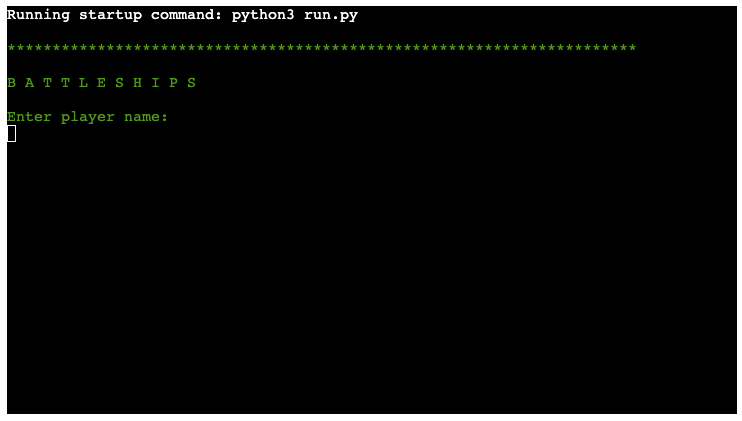 Running startup command: python3 run.py
**********************************************************************
B A T T L E S H I P S
Enter player name: